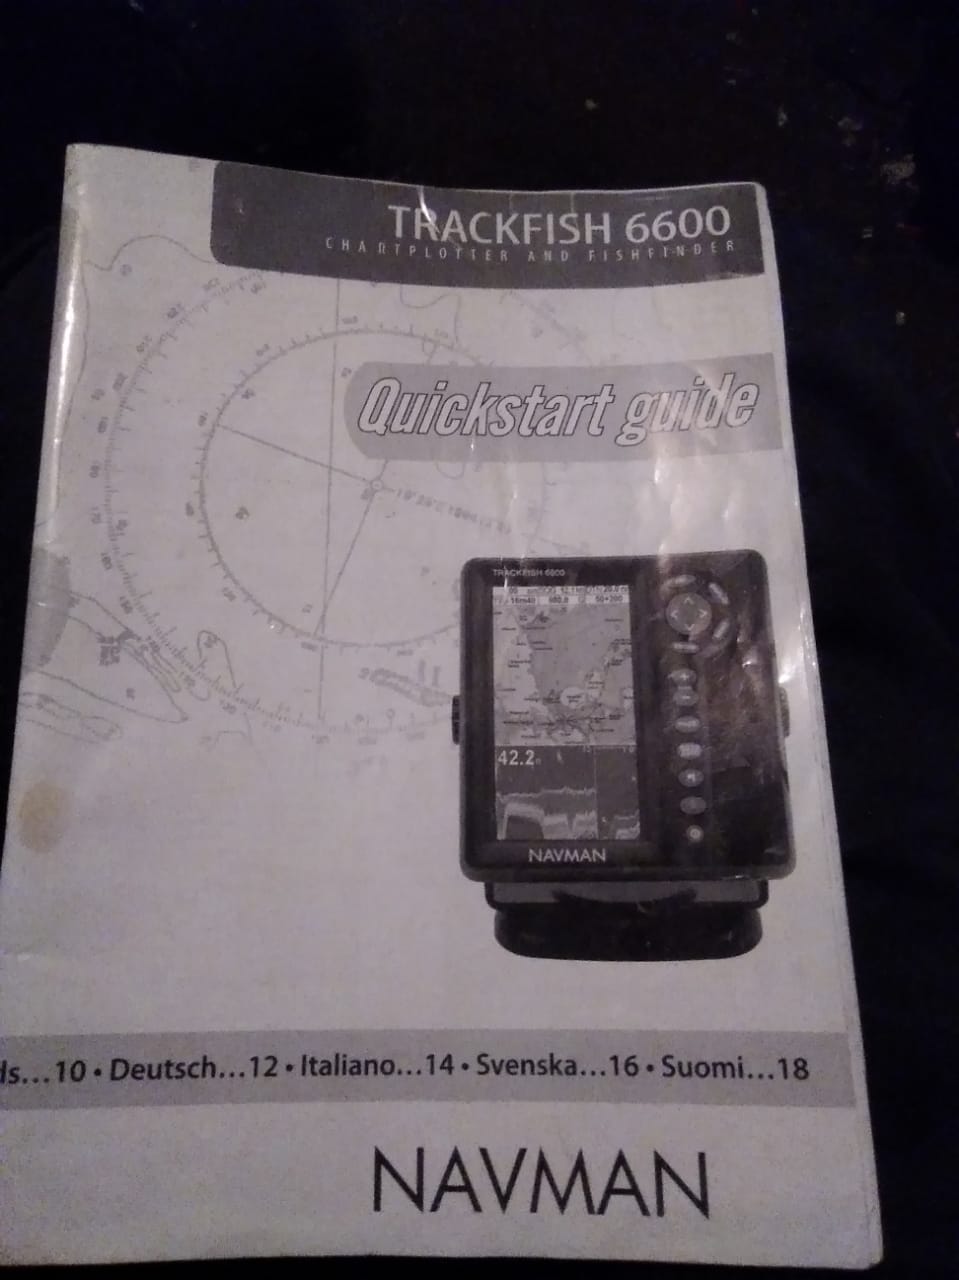 TRACKFISH 6600
CHARTPLOTTER AND FISHFINDER
Quickstart guide
TRACKFISH 6600
42.2
NAVMAN
ds...10 • Deutsch...12 • Italiano...14 • Svenska...16 • Suomi...18
NAVMAN